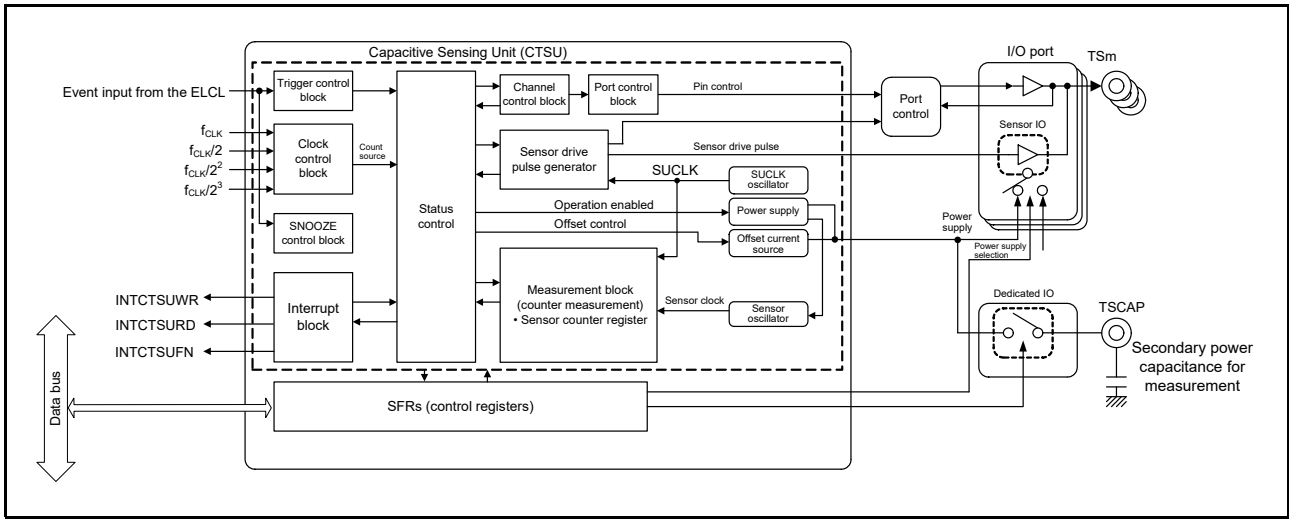 Capacitive Sensing Unit (CTSU)
I/O port
TSm
Event input from the ELCL
Trigger control
block
Channel
control block
Port control
block
Pin control
Port
control
fCLK
fCLK/2
fCLK/2²
fCLK/2³
Clock
control
block
Count
source
Status
control
Sensor drive
pulse generator
Sensor drive pulse
Sensor IO
SUCLK
SUCLK
oscillator
SNOOZE
control block
Operation enabled
Power supply
Offset control
Offset current
source
Power
supply
Power supply
selection
INTCTSUWR
INTCTSURD
INTCTSUFN
Interrupt
block
Measurement block
(counter measurement)
• Sensor counter register
Sensor clock
Sensor
oscillator
Dedicated IO
TSCAP
Secondary power
capacitance for
measurement
Data bus
SFRs (control registers)